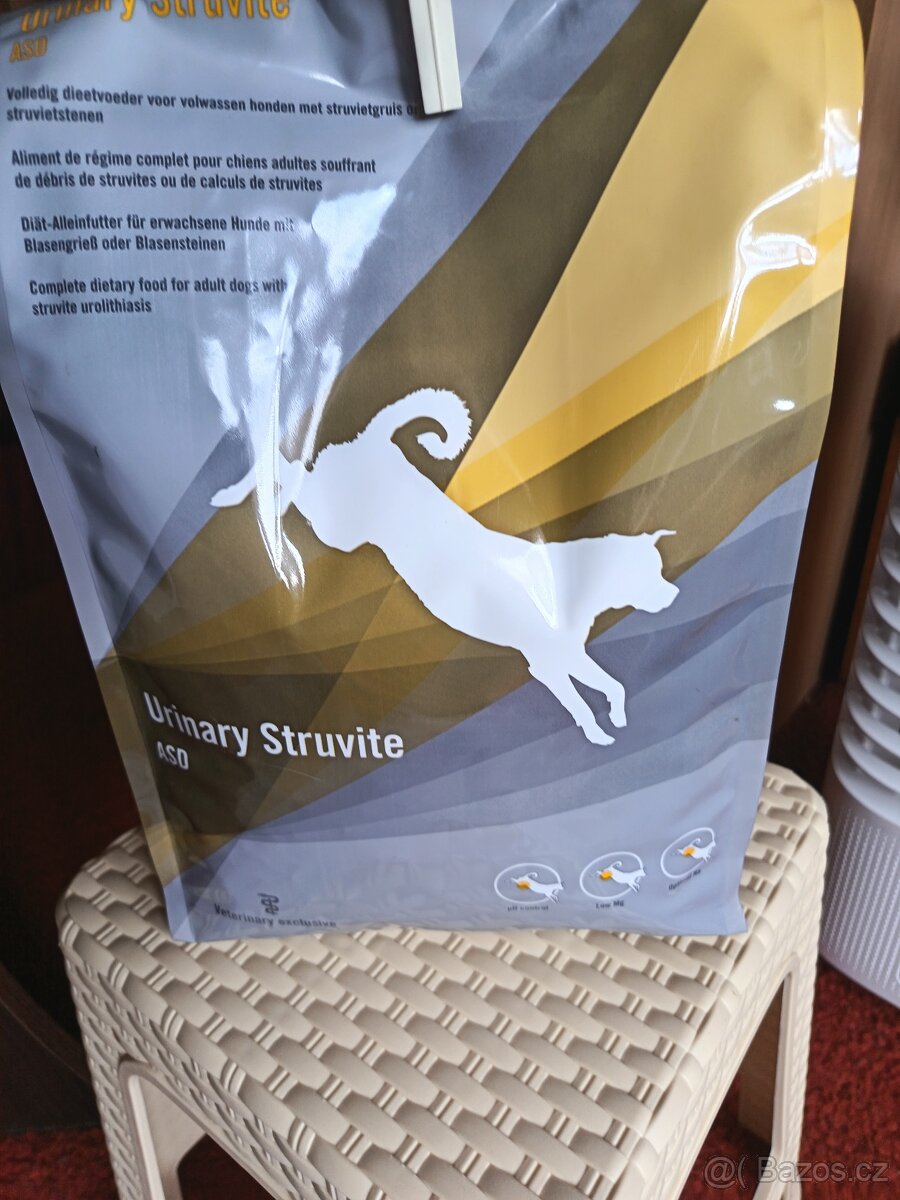 Urinary Struvite
ASD
Volledig dieetvoeder voor volwassen honden met struvietgruis
struvietstenen
Aliment de régime complet pour chiens adultes souffrant
de débris de struvites ou de calculs de struvites
Diät-Alleinfutter für erwachsene Hunde mit
Blasengrieß oder Blasensteinen
Complete dietary food for adult dogs with
struvite urolithiasis
Urinary Struvite
ASD
Veterinary exclusive
pH control
Low Mg
Optimal Na
@( Bazos.cz